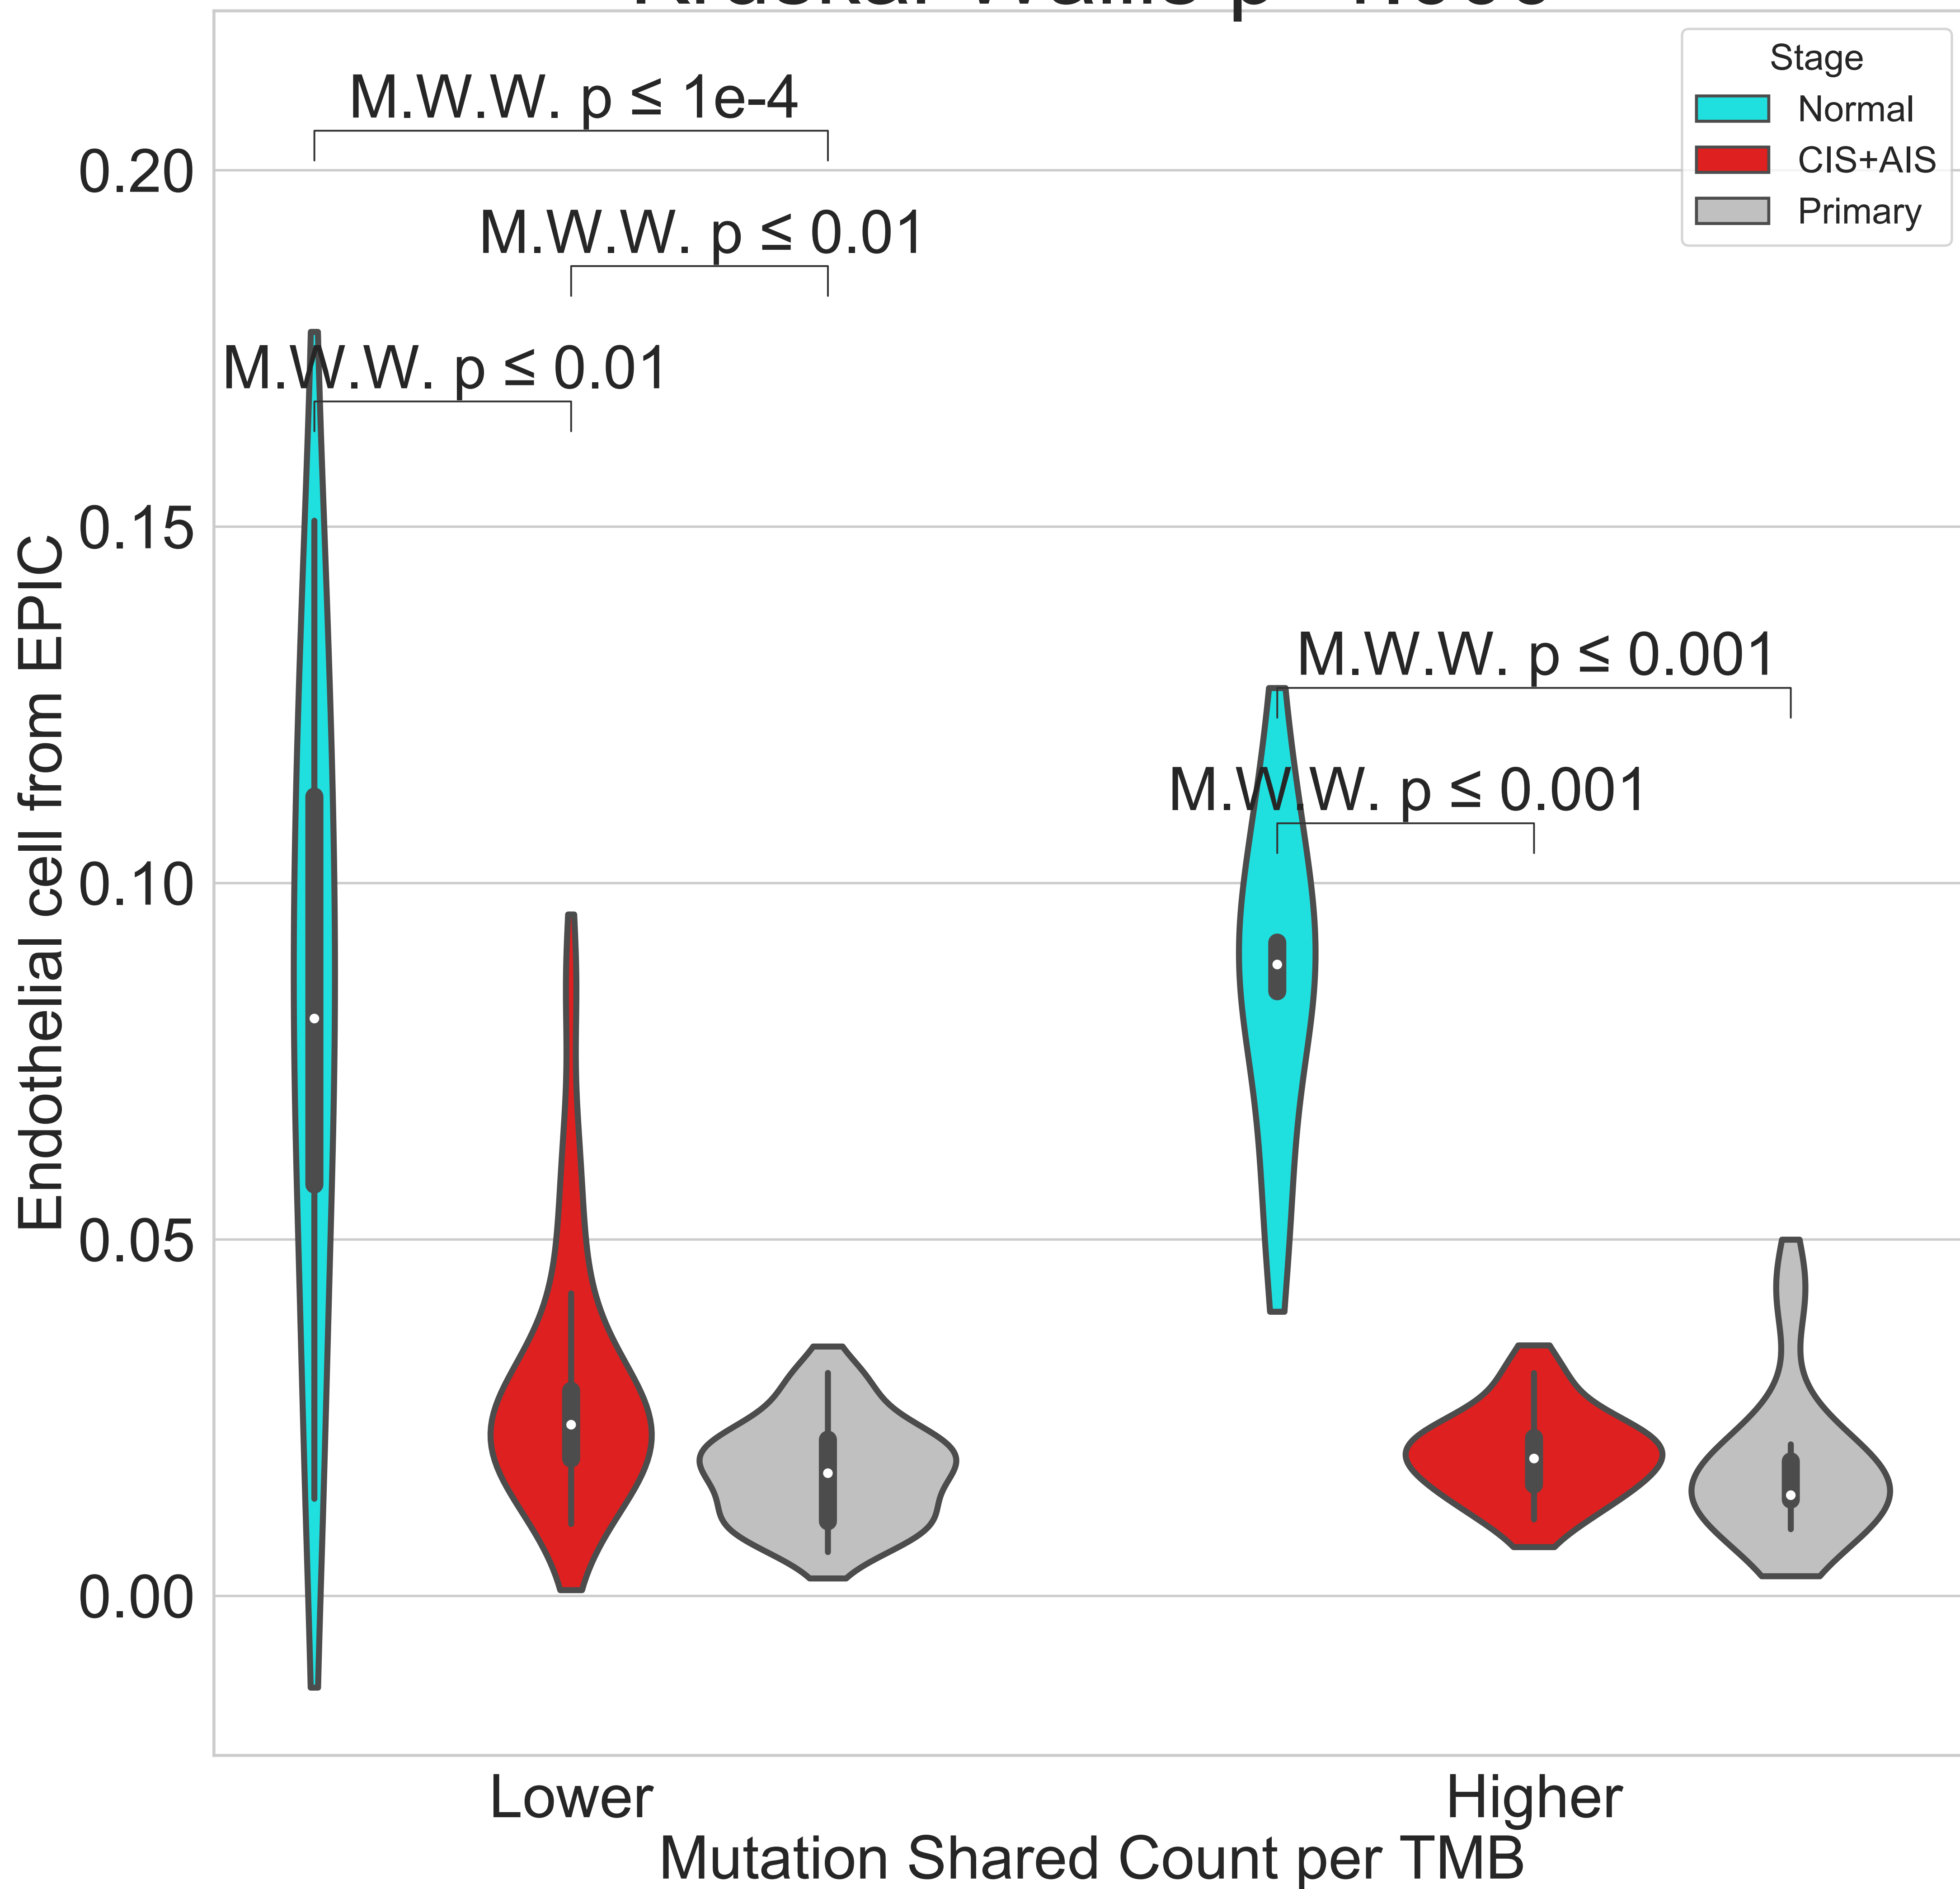 Stage
Normal
CIS+AIS
Primary
M.W.W. p ≤ 1e-4
M.W.W. p ≤ 0.01
M.W.W. p ≤ 0.01
M.W.W. p ≤ 0.001
M.W.W. p ≤ 0.001
0.20
0.15
0.10
0.05
0.00
Endothelial cell from EPIC
Lower
Higher
Mutation Shared Count per TMB